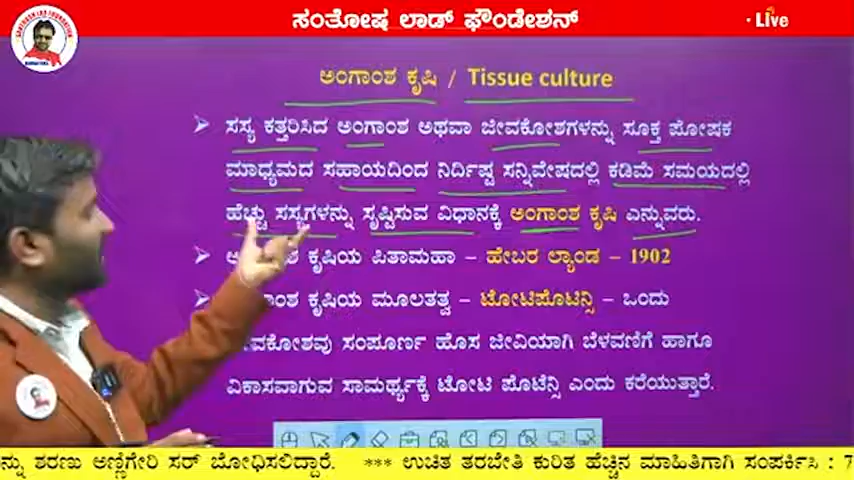 ಸಂತೋಷ ಲಾಡ್ ಫೌಂಡೇಶನ್
· Live
ಅಂಗಾಂಶ ಕೃಷಿ / Tissue culture
ಸಸ್ಯ ಕತ್ತರಿಸಿದ ಅಂಗಾಂಶ ಅಥವಾ ಜೀವಕೋಶಗಳನ್ನು ಸೂಕ್ತ ಪೋಷಕ
ಮಾಧ್ಯಮದ ಸಹಾಯದಿಂದ ನಿರ್ದಿಷ್ಟ ಸನ್ನಿವೇಷದಲ್ಲಿ ಕಡಿಮೆ ಸಮಯದಲ್ಲಿ
ಹೆಚ್ಚು ಸಸ್ಯಗಳನ್ನು ಸೃಷ್ಟಿಸುವ ವಿಧಾನಕ್ಕೆ ಅಂಗಾಂಶ ಕೃಷಿ ಎನ್ನುವರು.
ಕೃಷಿಯ ಪಿತಾಮಹಾ – ಹೇಬರ ಲ್ಯಾಂಡ – 1902
ಕೃಷಿಯ ಮೂಲತತ್ವ – ಟೋಟಿಪೊಟಿನ್ಸಿ – ಒಂದು
ಸಂಪೂರ್ಣ ಹೊಸ ಜೀವಿಯಾಗಿ ಬೆಳವಣಿಗೆ ಹಾಗೂ
ವಿಕಾಸವಾಗುವ ಸಾಮರ್ಥ್ಯಕ್ಕೆ ಟೋಟಿ ಪೊಟೆನ್ಸಿ ಎಂದು ಕರೆಯುತ್ತಾರೆ.
ನ್ನು ಶರಣು ಅಣ್ಣಿಗೇರಿ ಸರ್ ಬೋಧಿಸಲಿದ್ದಾರೆ. *** ಉಚಿತ ತರಬೇತಿ ಕುರಿತ ಹೆಚ್ಚಿನ ಮಾಹಿತಿಗಾಗಿ ಸಂಪರ್ಕಿಸಿ : 7